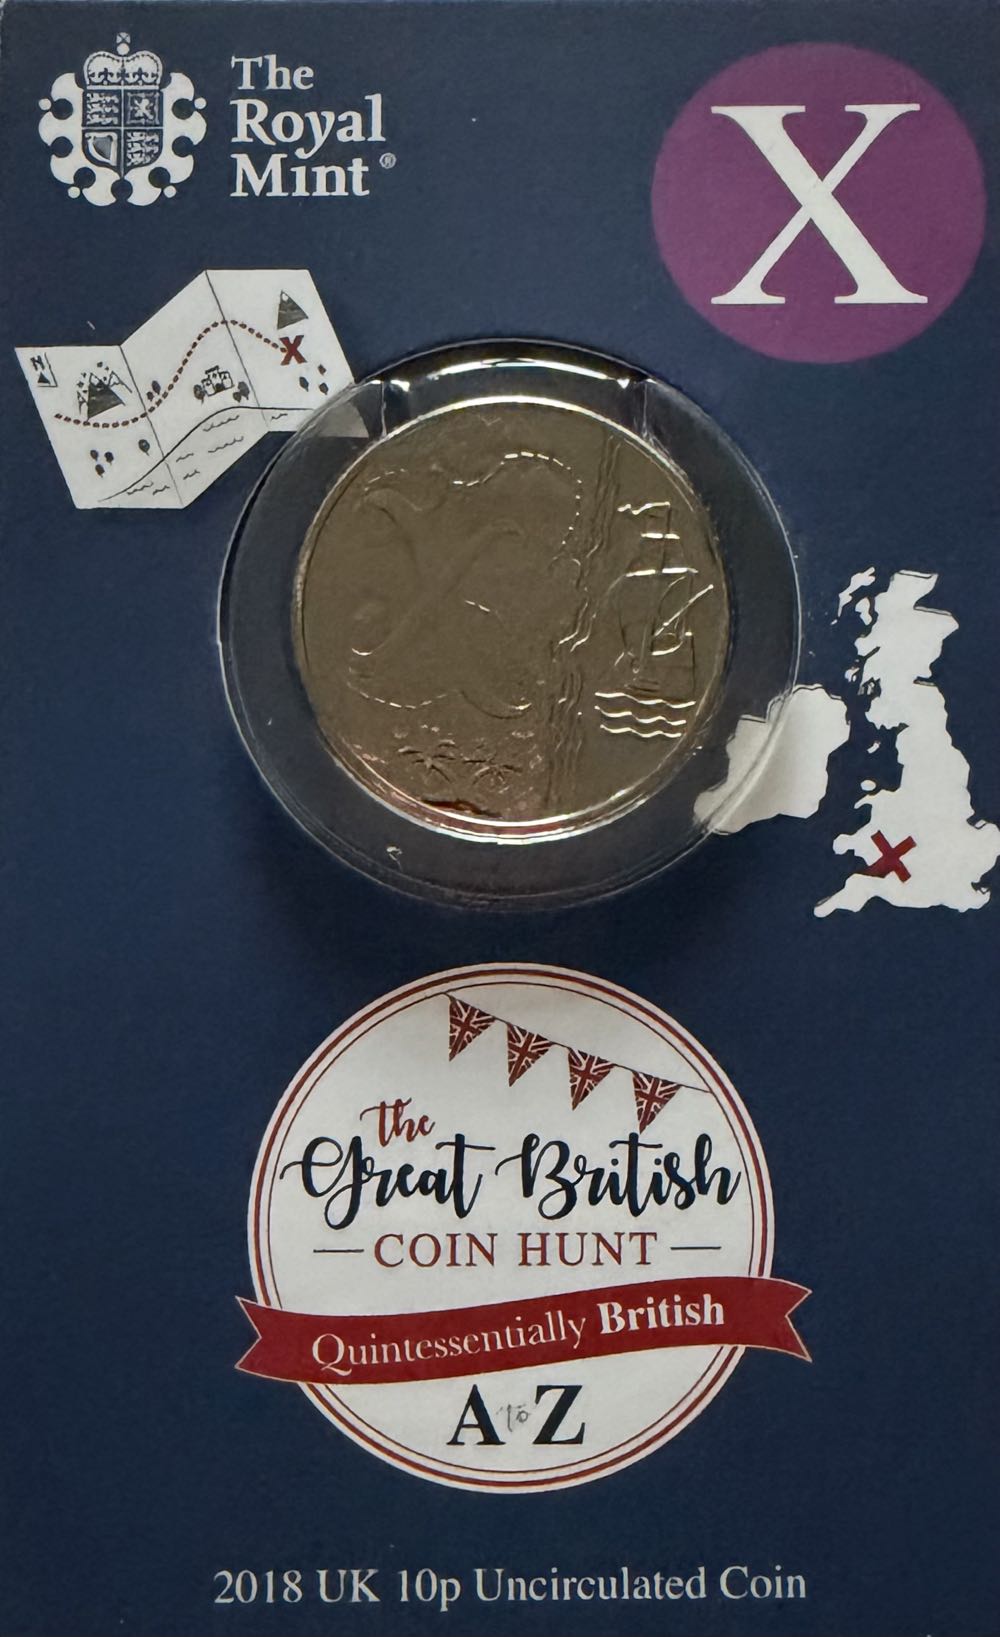 The
Royal
Mint®
X
N
X
X
the
Great British
COIN HUNT
Quintessentially British
A to Z
2018 UK 10p Uncirculated Coin